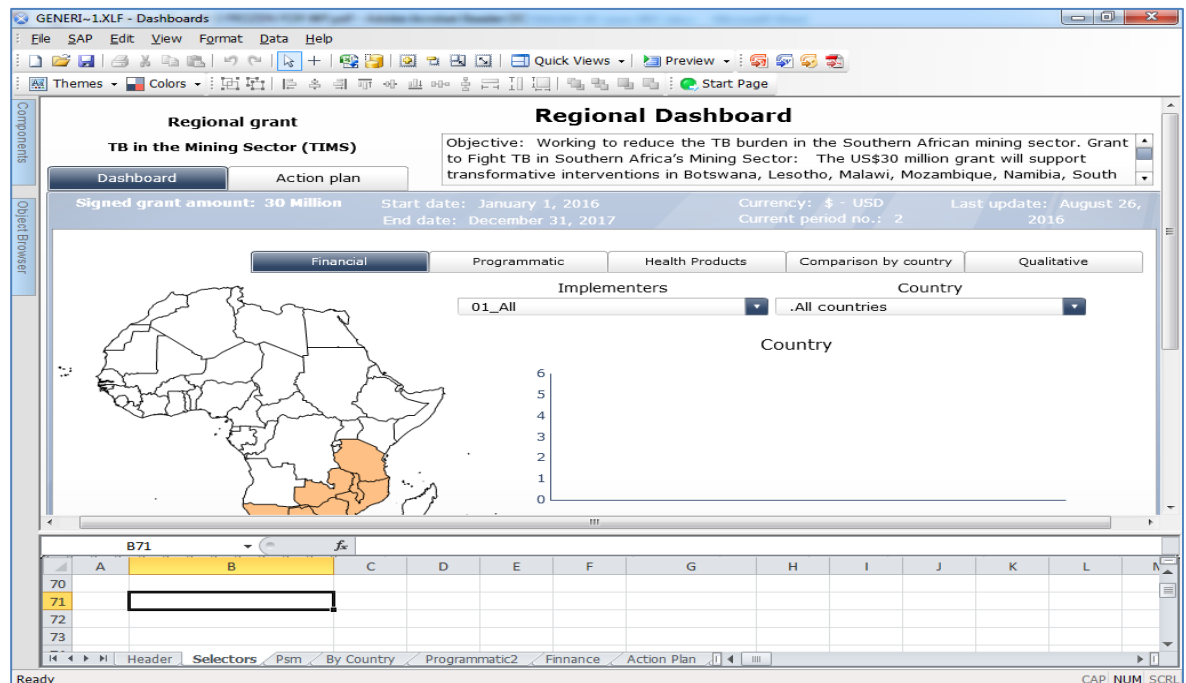 GENERI~1.XLF - Dashboards
File SAP Edit View Format Data Help
Quick Views Preview
Themes Colors Start Page
Components
Object Browser
Regional grant
TB in the Mining Sector (TIMS)
Regional Dashboard
Objective: Working to reduce the TB burden in the Southern African mining sector. Grant
to Fight TB in Southern Africa's Mining Sector: The US$30 million grant will support
transformative interventions in Botswana, Lesotho, Malawi, Mozambique, Namibia, South
Dashboard Action plan
Signed grant amount: 30 Million
Start date: January 1, 2016
End date: December 31, 2017
Currency: $ - USD
Current period no.: 2
Last update: August 26,
2016
Financial Programmatic Health Products Comparison by country Qualitative
Implementers Country
01_All .All countries
Country
6
5
4
3
2
1
0
B71 fx
A B C D E F G H I J K L
70
71
72
73
Header Selectors Psm By Country Programmatic2 Finnance Action Plan
Ready CAP NUM SCRL